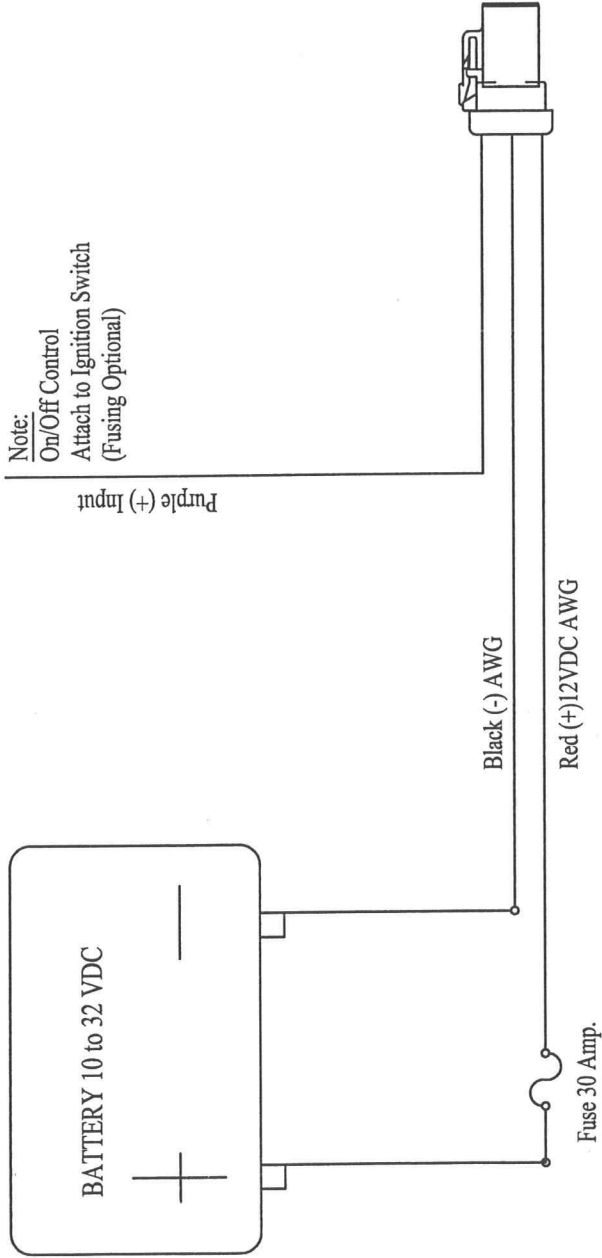 Note:
On/Off Control
Attach to Ignition Switch
(Fusing Optional)
Purple (+) Input
BATTERY 10 to 32 VDC
Black (-) AWG
Red (+)12VDC AWG
Fuse 30 Amp.